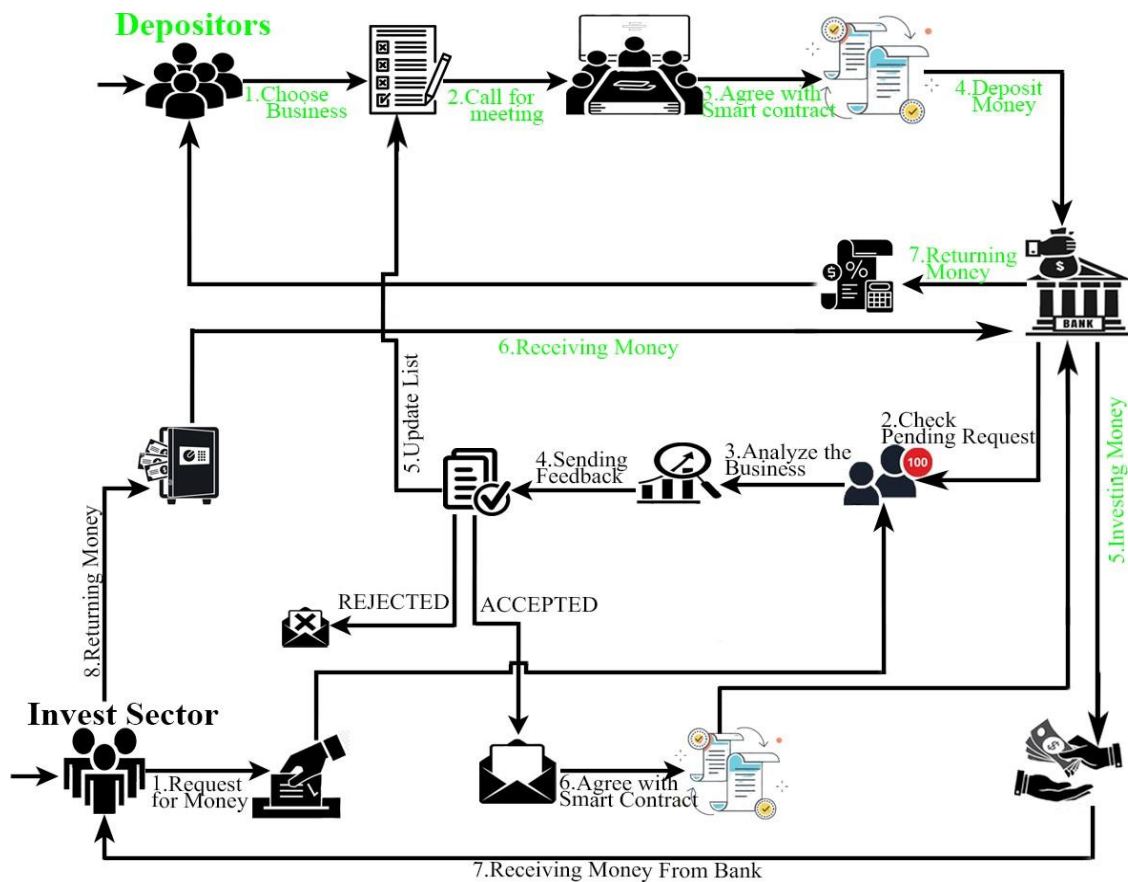 Depositors
1.Choose
Business
2.Call for
meeting
3.Agree with
Smart contract
4.Deposit
Money
$
7.Returning
Money
$ %
BANK
6.Receiving Money
5.Update List
2.Check
Pending Request
100
3.Analyze the
Business
4.Sending
Feedback
5.Investing Money
8.Returning Money
REJECTED
ACCEPTED
Invest Sector
1.Request
for Money
6.Agree with
Smart Contract
$
7.Receiving Money From Bank